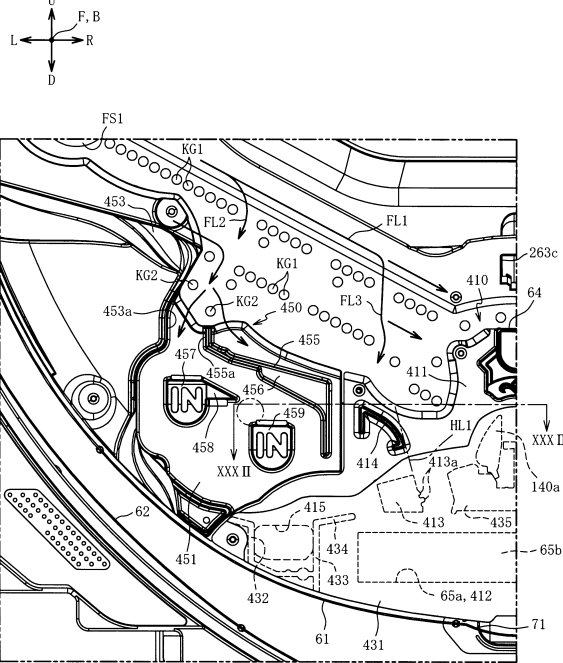 U
F, B
L
R
D
FS1
KG1
453
FL2
FL1
KG1
263c
KG2
FL3
410
64
453a
KG2
450
457
455
455a
411
456
IN
459
458
IN
XXXⅡ
XXXⅡ
HL1
414
413a
140a
415
62
413
435
434
451
433
65b
432
65a, 412
61
431
71